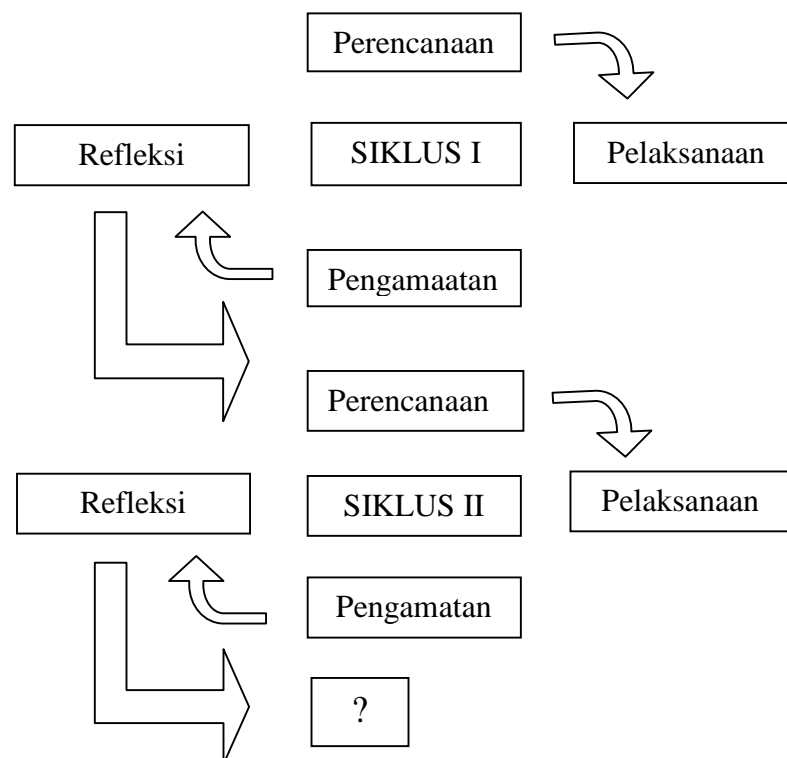 Perencanaan
Refleksi
SIKLUS I
Pelaksanaan
Pengamaatan
Perencanaan
Refleksi
SIKLUS II
Pelaksanaan
Pengamatan
?